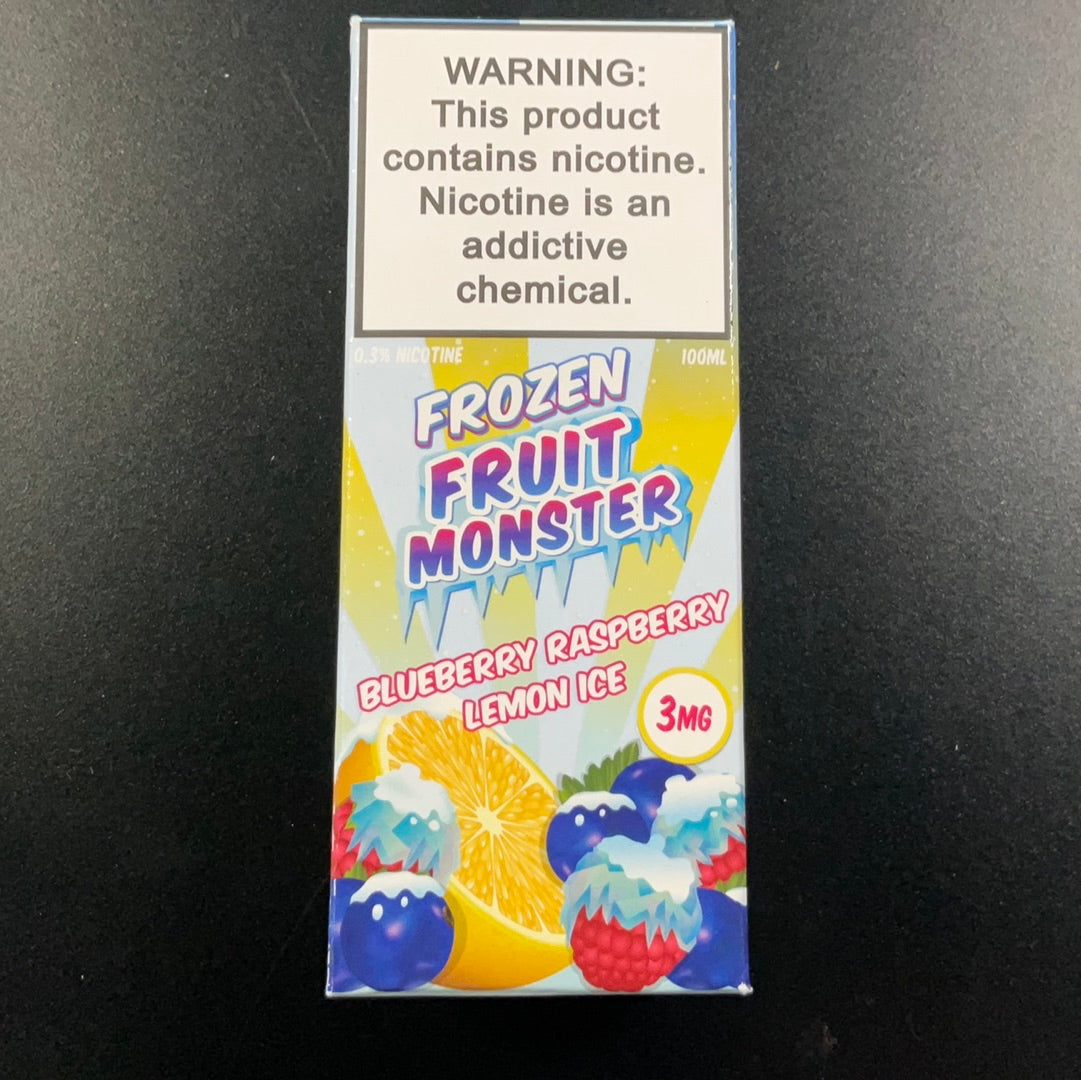 WARNING:
This product
contains nicotine.
Nicotine is an
addictive
chemical.
0.3% NICOTINE 100ML
FROZEN
FRUIT
MONSTER
BLUEBERRY RASPBERRY
LEMON ICE
3MG